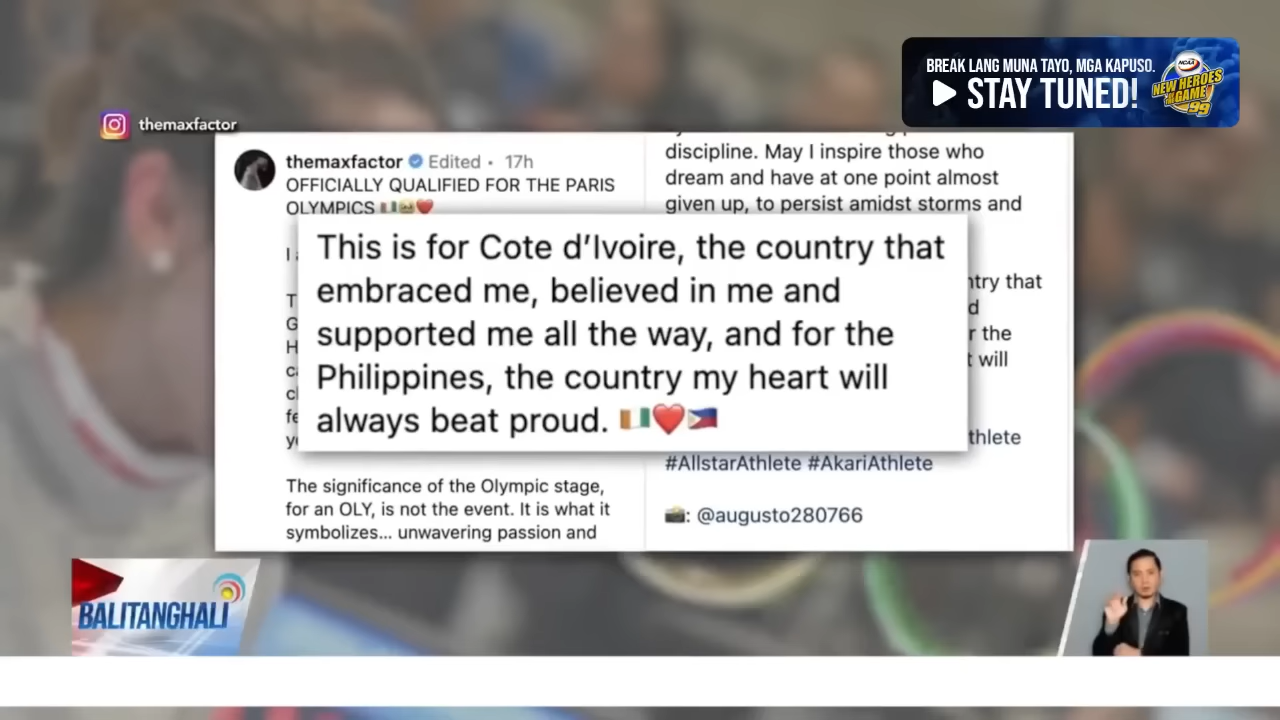 BREAK LANG MUNA TAYO, MGA KAPUSO.
STAY TUNED!
NCAA
NEW HEROES
OF THE GAME
99
themaxfactor
themaxfactor Edited • 17h
OFFICIALLY QUALIFIED FOR THE PARIS
OLYMPICS 🇨🇮🥹❤️
This is for Cote d’Ivoire, the country that
embraced me, believed in me and
supported me all the way, and for the
Philippines, the country my heart will
always beat proud. 🇨🇮❤️🇵🇭
The significance of the Olympic stage,
for an OLY, is not the event. It is what it
symbolizes... unwavering passion and
discipline. May I inspire those who
dream and have at one point almost
given up, to persist amidst storms and
that
the
will
#AllstarAthlete #AkariAthlete
📸: @augusto280766
BALITANGHALI